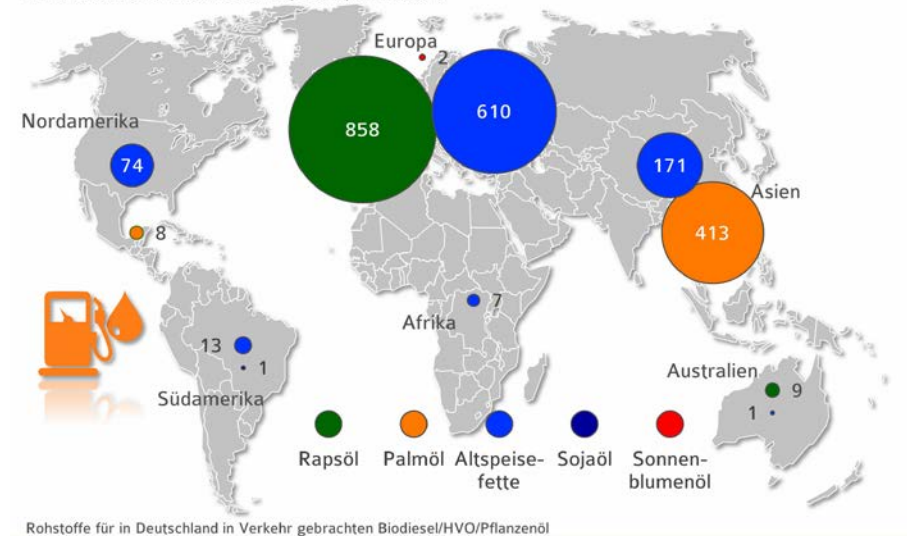 Europa
2
Nordamerika
858
610
74
171
Asien
8
413
7
Afrika
13
1
Südamerika
Australien
9
1
Rapsöl
Palmöl
Altspeise-
fette
Sojaöl
Sonnen-
blumenöl
Rohstoffe für in Deutschland in Verkehr gebrachten Biodiesel/HVO/Pflanzenöl